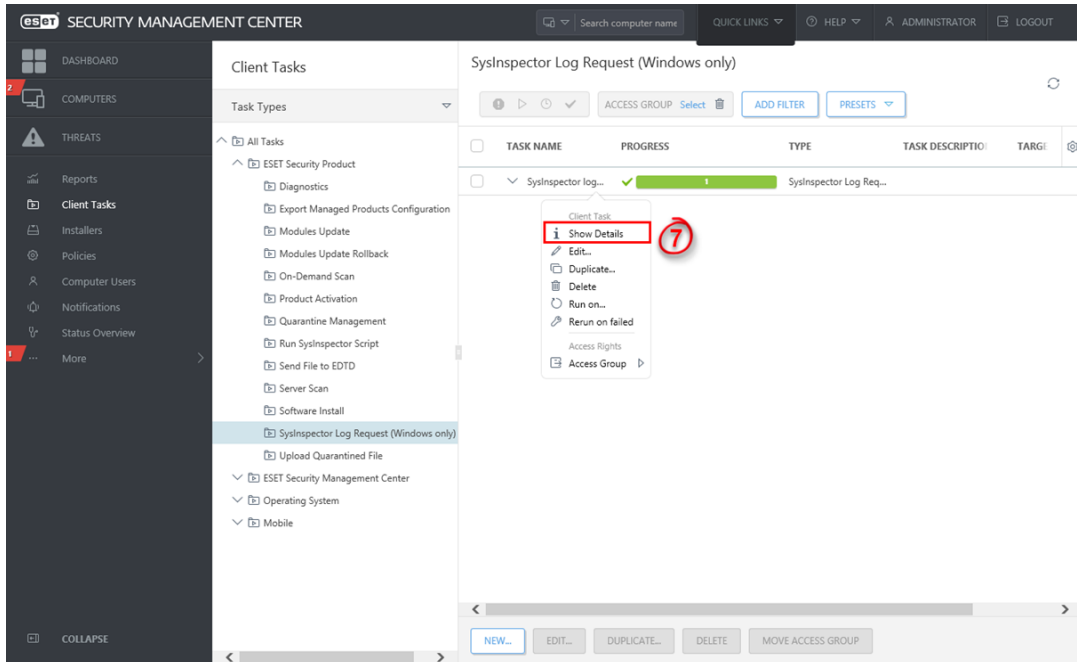 eset SECURITY MANAGEMENT CENTER
Search computer name
QUICK LINKS
HELP
ADMINISTRATOR
LOGOUT
DASHBOARD
2
COMPUTERS
THREATS
Reports
Client Tasks
Installers
Policies
Computer Users
Notifications
Status Overview
1
... More
COLLAPSE
Client Tasks
Task Types
All Tasks
ESET Security Product
Diagnostics
Export Managed Products Configuration
Modules Update
Modules Update Rollback
On-Demand Scan
Product Activation
Quarantine Management
Run SysInspector Script
Send File to EDTD
Server Scan
Software Install
SysInspector Log Request (Windows only)
Upload Quarantined File
ESET Security Management Center
Operating System
Mobile
SysInspector Log Request (Windows only)
ACCESS GROUP Select
ADD FILTER
PRESETS
TASK NAME PROGRESS TYPE TASK DESCRIPTIO TARGE
SysInspector log... 1 SysInspector Log Req...
Client Task
Show Details
7
Edit...
Duplicate...
Delete
Run on...
Rerun on failed
Access Rights
Access Group
NEW...
EDIT...
DUPLICATE...
DELETE
MOVE ACCESS GROUP